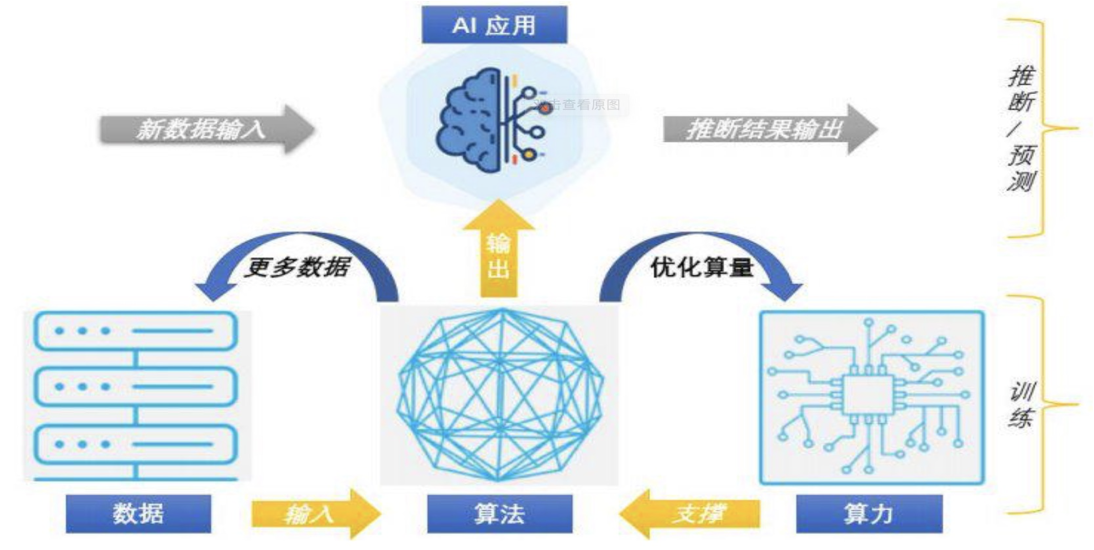 AI 应用
新数据输入
双击查看原图
推断结果输出
推断/预测
输出
更多数据
优化算量
训练
数据
输入
算法
支撑
算力